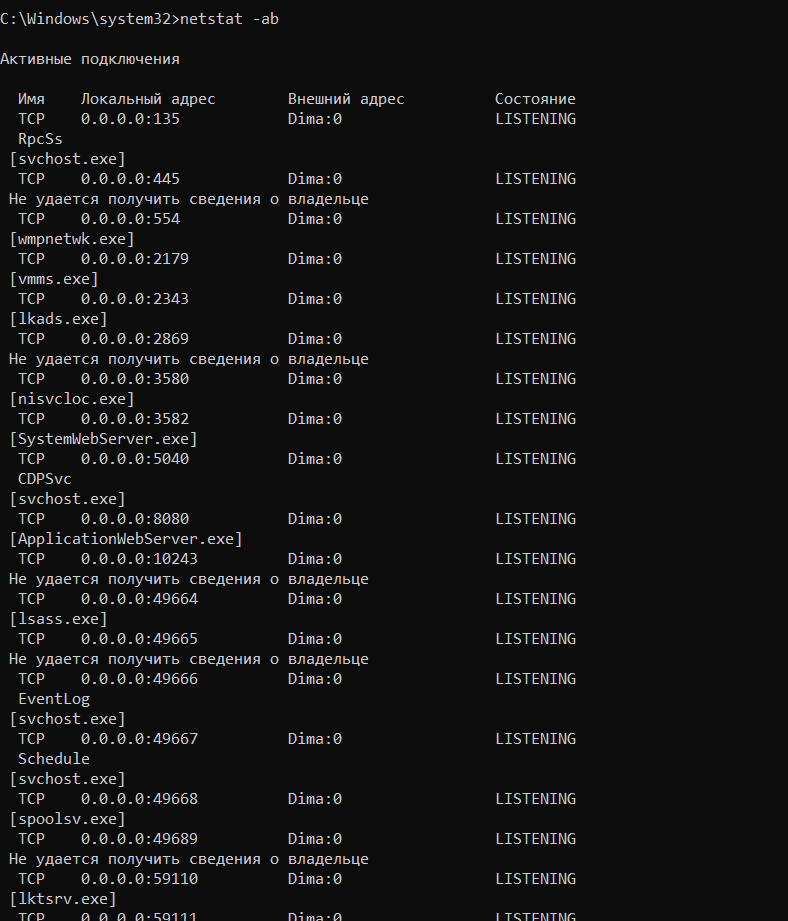 C:\Windows\system32>netstat -ab
Активные подключения
Имя Локальный адрес Внешний адрес Состояние
TCP 0.0.0.0:135 Dima:0 LISTENING
RpcSs
[svchost.exe]
TCP 0.0.0.0:445 Dima:0 LISTENING
Не удается получить сведения о владельце
TCP 0.0.0.0:554 Dima:0 LISTENING
[wmpnetwk.exe]
TCP 0.0.0.0:2179 Dima:0 LISTENING
[vmms.exe]
TCP 0.0.0.0:2343 Dima:0 LISTENING
[lkads.exe]
TCP 0.0.0.0:2869 Dima:0 LISTENING
Не удается получить сведения о владельце
TCP 0.0.0.0:3580 Dima:0 LISTENING
[nisvcloc.exe]
TCP 0.0.0.0:3582 Dima:0 LISTENING
[SystemWebServer.exe]
TCP 0.0.0.0:5040 Dima:0 LISTENING
CDPSvc
[svchost.exe]
TCP 0.0.0.0:8080 Dima:0 LISTENING
[ApplicationWebServer.exe]
TCP 0.0.0.0:10243 Dima:0 LISTENING
Не удается получить сведения о владельце
TCP 0.0.0.0:49664 Dima:0 LISTENING
[lsass.exe]
TCP 0.0.0.0:49665 Dima:0 LISTENING
Не удается получить сведения о владельце
TCP 0.0.0.0:49666 Dima:0 LISTENING
EventLog
[svchost.exe]
TCP 0.0.0.0:49667 Dima:0 LISTENING
Schedule
[svchost.exe]
TCP 0.0.0.0:49668 Dima:0 LISTENING
[spoolsv.exe]
TCP 0.0.0.0:49689 Dima:0 LISTENING
Не удается получить сведения о владельце
TCP 0.0.0.0:59110 Dima:0 LISTENING
[lktsrv.exe]
TCP 0.0.0.0:59111 Dima:0 LISTENING